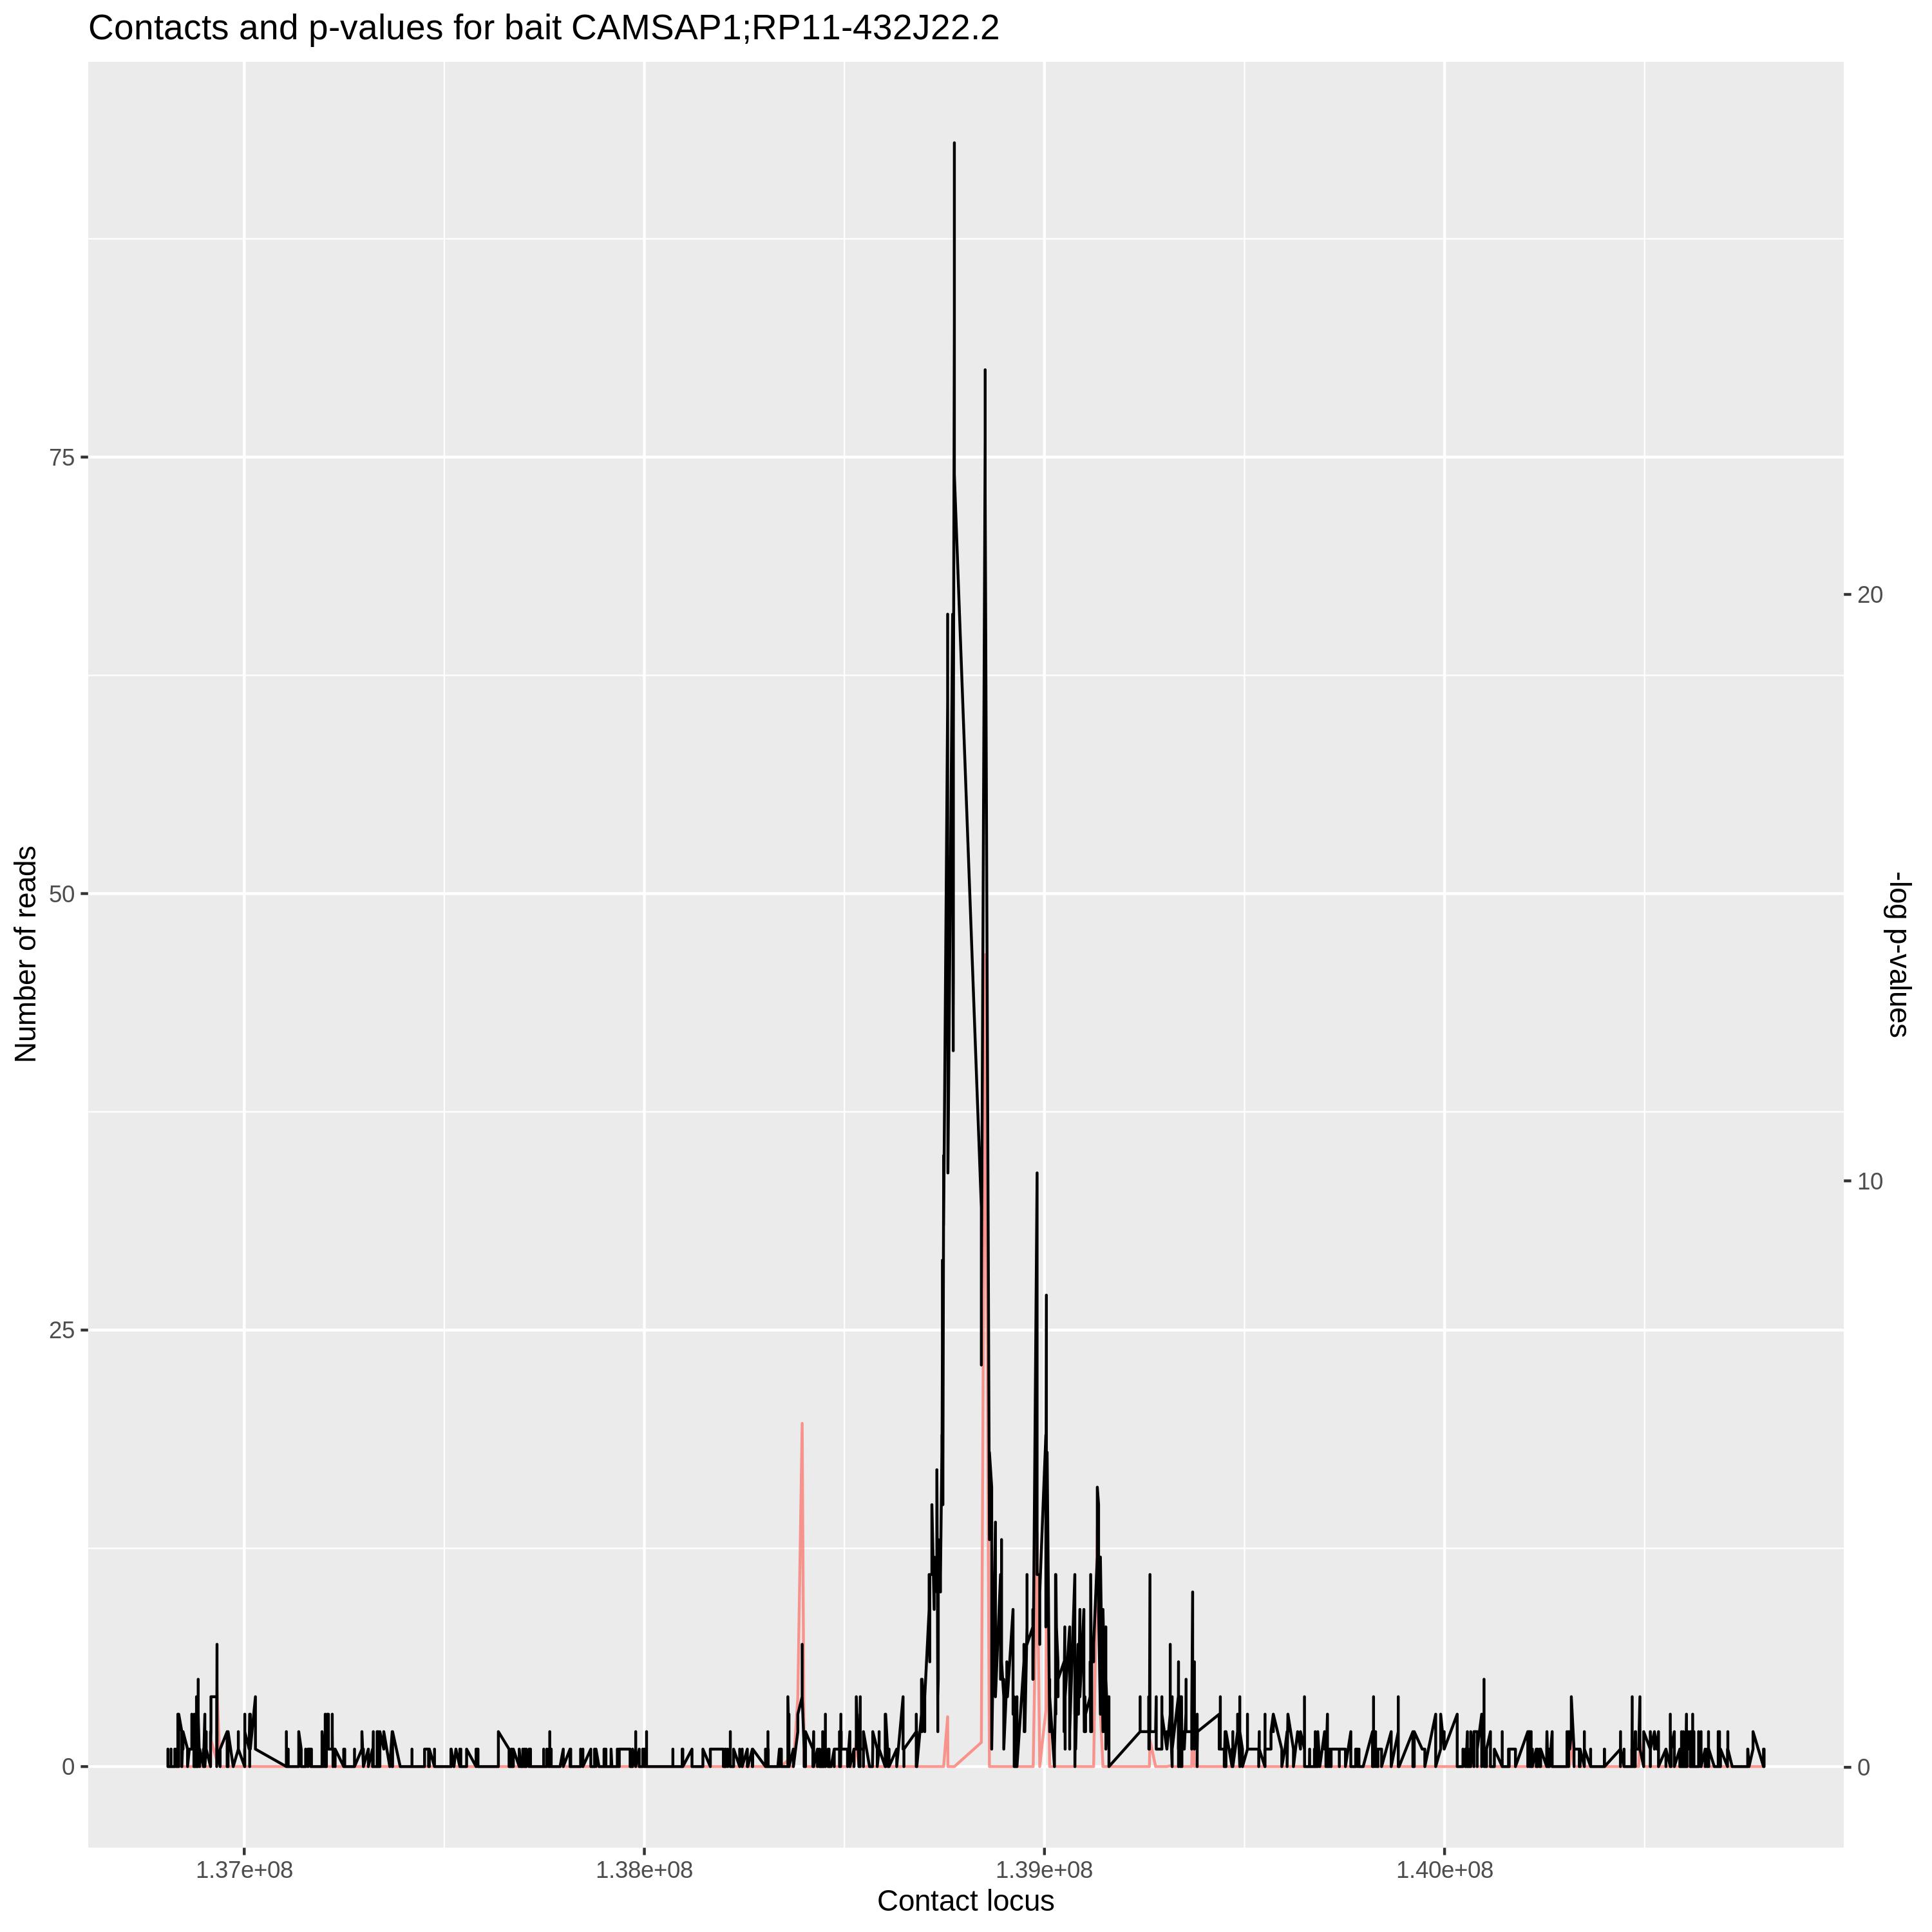 Contacts and p-values for bait CAMSAP1;RP11-432J22.2
Number of reads
75
50
25
0
-log p-values
20
10
0
1.37e+08 1.38e+08 1.39e+08 1.40e+08
Contact locus